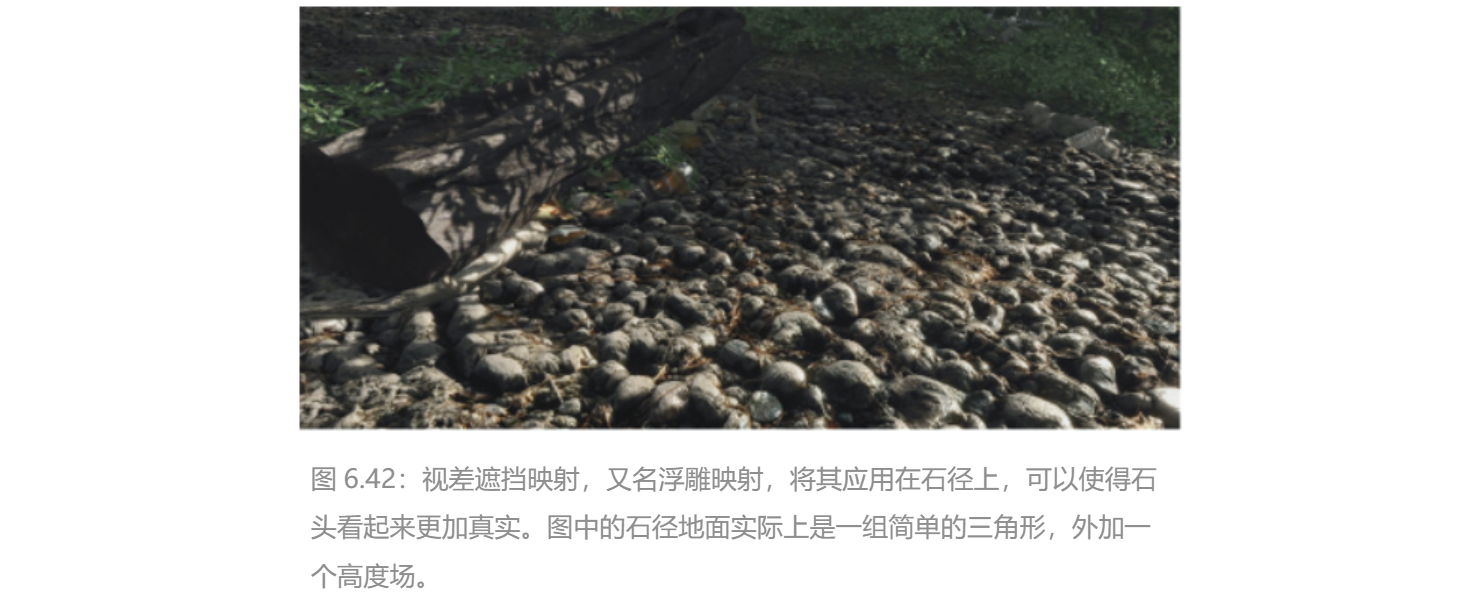 图 6.42：视差遮挡映射，又名浮雕映射，将其应用在石径上，可以使得石
头看起来更加真实。图中的石径地面实际上是一组简单的三角形，外加一
个高度场。